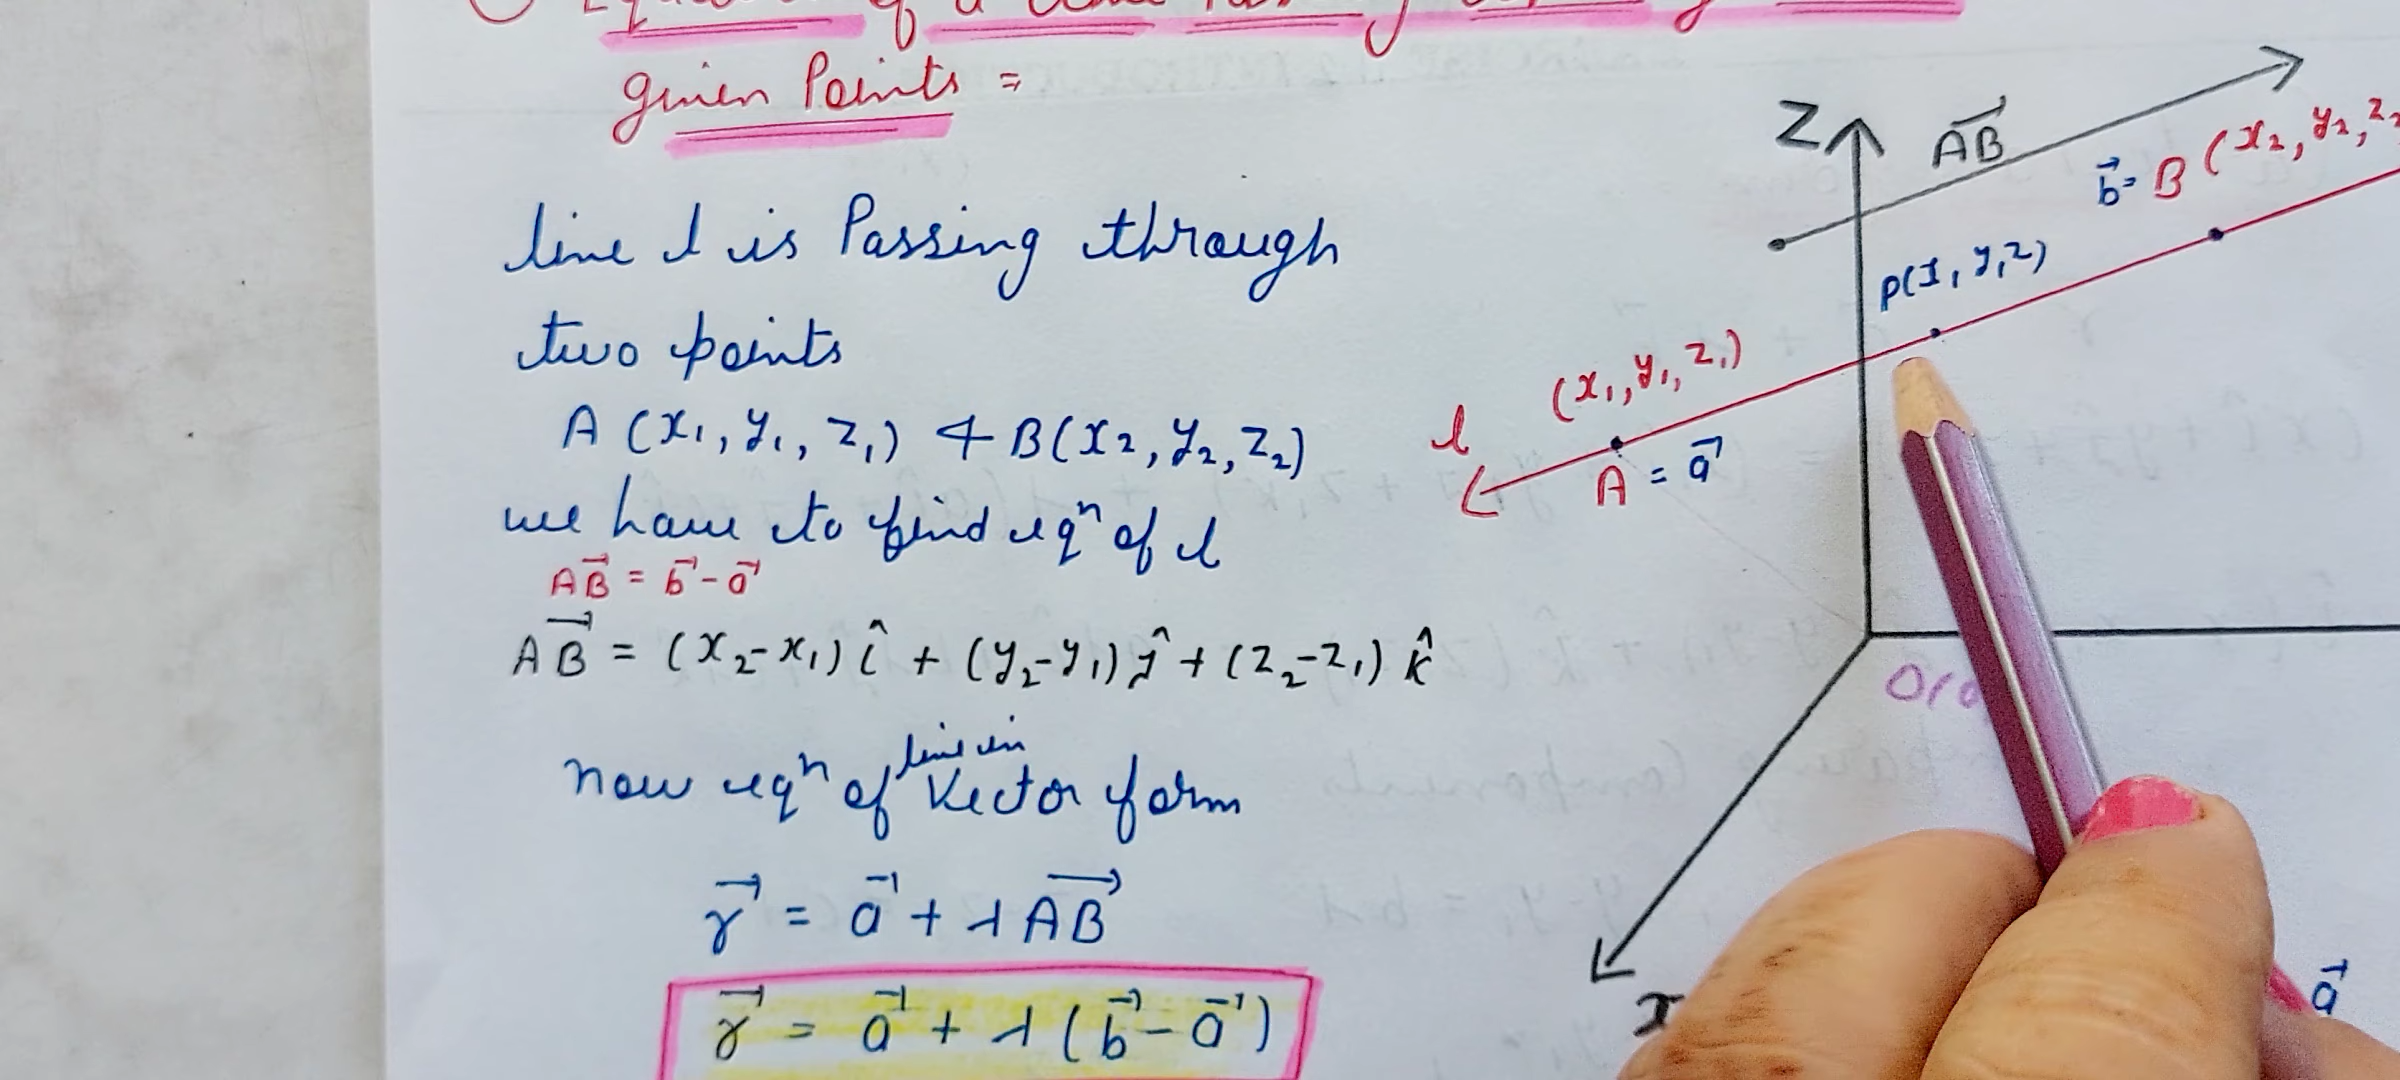 given Points =
line l is Passing through
two points
A (x₁, y₁, z₁) & B(x₂, y₂, z₂)
we have to find eqⁿ of l
AB⃗ = b⃗ - a⃗
AB⃗ = (x₂-x₁) î + (y₂-y₁) ĵ + (z₂-z₁) k̂
now eqⁿ of line in Vector form
r⃗ = a⃗ + λ AB⃗
r⃗ = a⃗ + λ (b⃗ - a⃗)
Z
AB⃗
b⃗ = B (x₂, y₂, z₂
P(x, y, z)
(x₁, y₁, z₁)
l
A = a⃗
x
a⃗